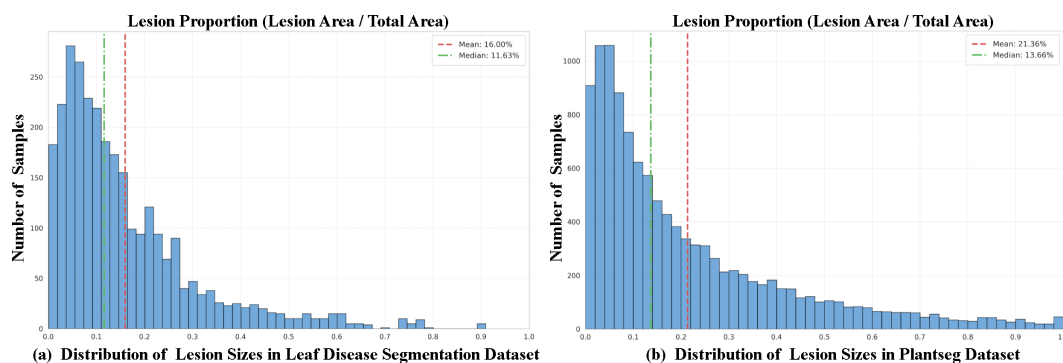 Lesion Proportion (Lesion Area / Total Area)
Mean: 16.00%
Median: 11.63%
Number of Samples
250
200
150
100
50
0
0.0 0.1 0.2 0.3 0.4 0.5 0.6 0.7 0.8 0.9 1.0
(a) Distribution of Lesion Sizes in Leaf Disease Segmentation Dataset
Lesion Proportion (Lesion Area / Total Area)
Mean: 21.36%
Median: 13.66%
Number of Samples
1000
800
600
400
200
0
0.0 0.1 0.2 0.3 0.4 0.5 0.6 0.7 0.8 0.9 1.0
(b) Distribution of Lesion Sizes in Plantseg Dataset